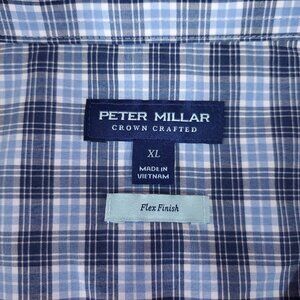 PETER MILLAR
CROWN CRAFTED
XL
MADE IN
VIETNAM
Flex Finish